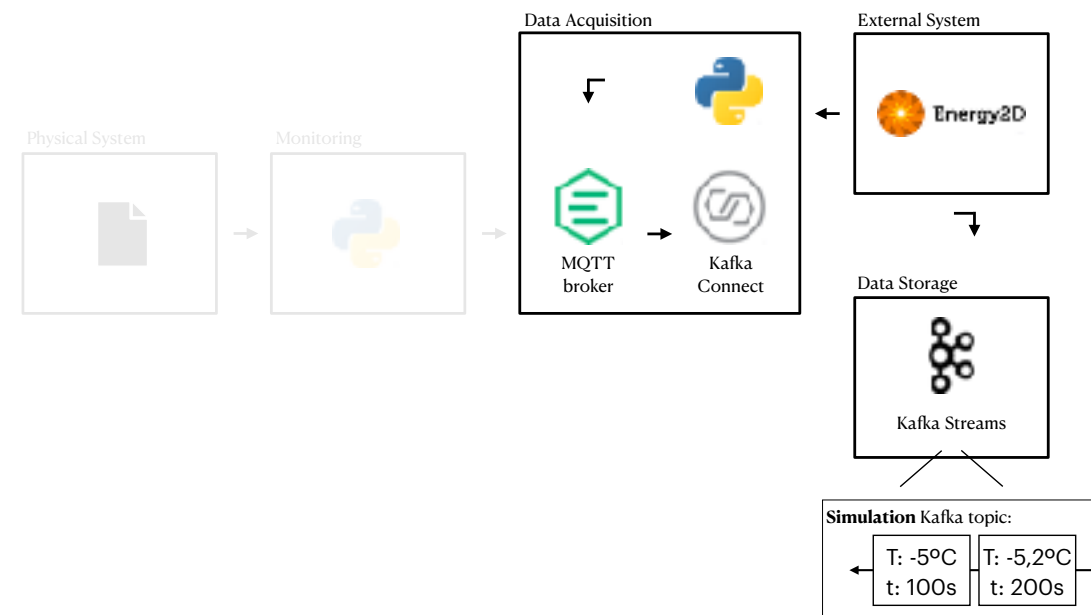 Data Acquisition
External System
Energy2D
Physical System
Monitoring
MQTT
broker
Kafka
Connect
Data Storage
Kafka Streams
Simulation Kafka topic:
T: -5ºC
t: 100s
T: -5,2ºC
t: 200s